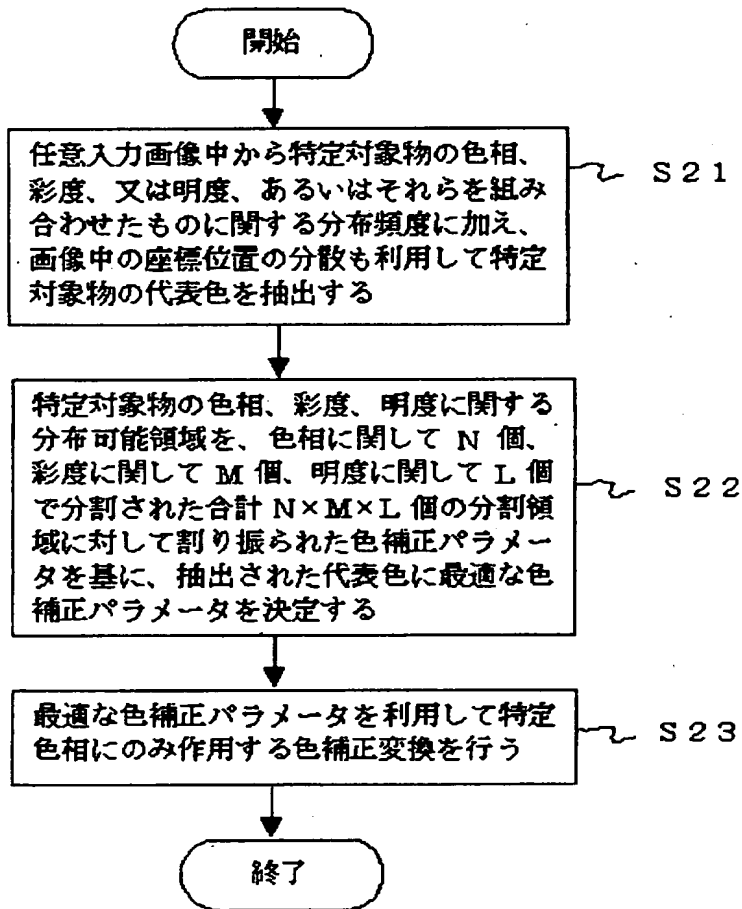 開始
任意入力画像中から特定対象物の色相、
彩度、又は明度、あるいはそれらを組み
合わせたものに関する分布頻度に加え、
画像中の座標位置の分散も利用して特定
対象物の代表色を抽出する
S21
特定対象物の色相、彩度、明度に関する
分布可能領域を、色相に関して N 個、
彩度に関して M 個、明度に関して L 個
で分割された合計 N×M×L 個の分割領
域に対して割り振られた色補正パラメー
タを基に、抽出された代表色に最適な色
補正パラメータを決定する
S22
最適な色補正パラメータを利用して特定
色相にのみ作用する色補正変換を行う
S23
終了